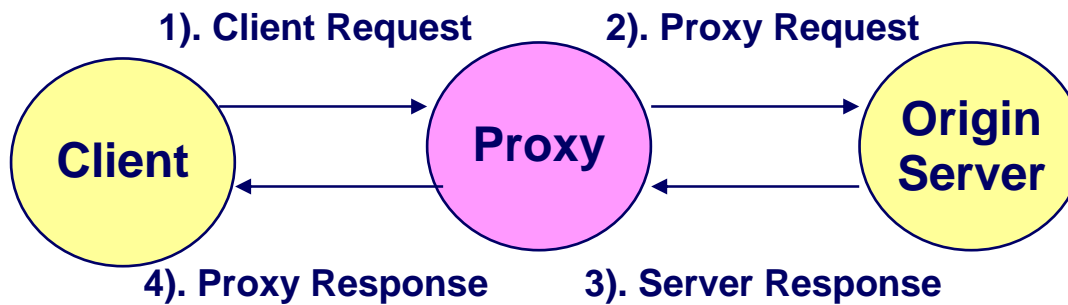 1). Client Request
2). Proxy Request
Client
Proxy
Origin
Server
4). Proxy Response
3). Server Response